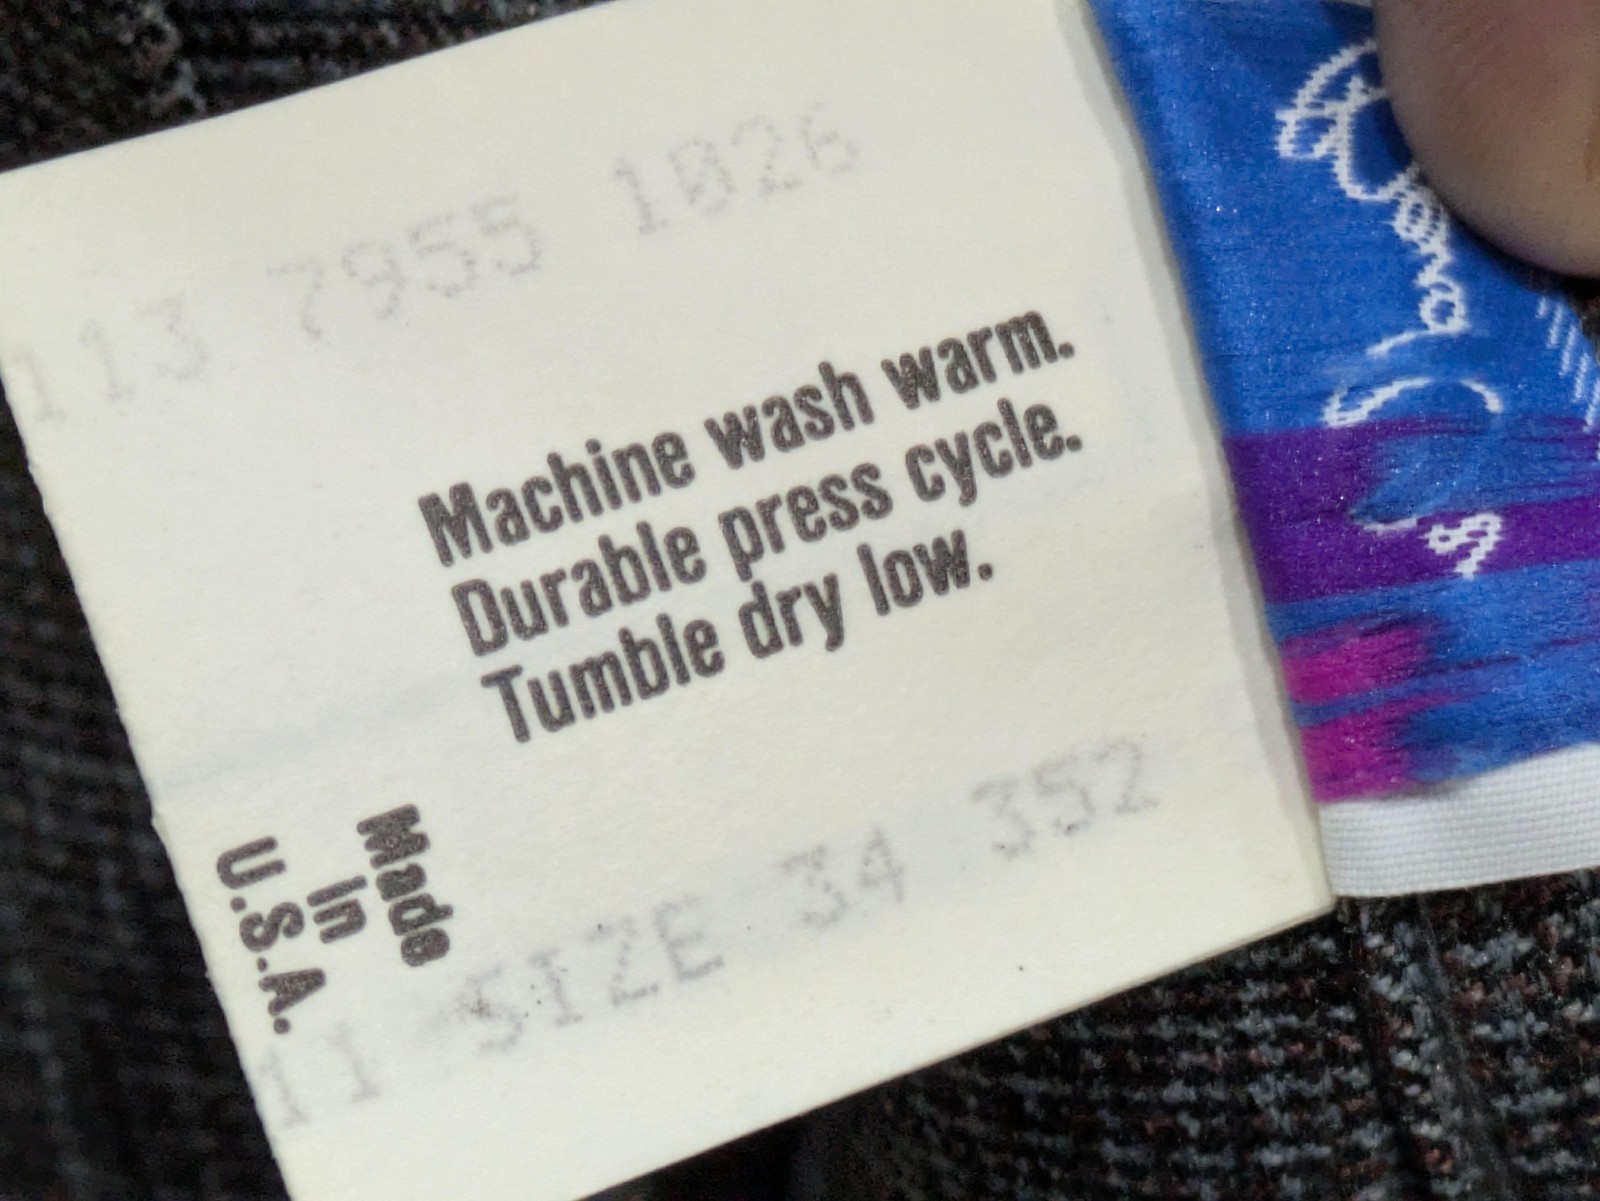 113 7955 1026
Machine wash warm.
Durable press cycle.
Tumble dry low.
Made
In
U.S.A.
11 SIZE 34 352